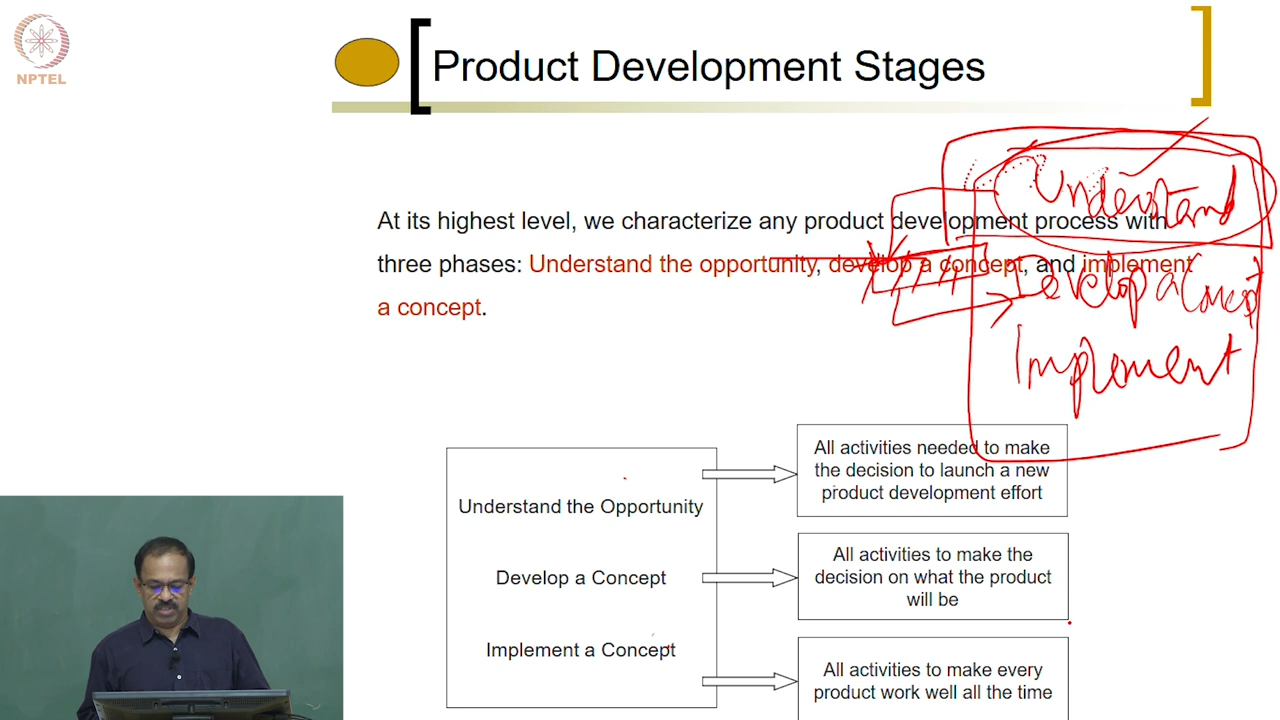 NPTEL
Product Development Stages
At its highest level, we characterize any product development process with
three phases: Understand the opportunity, develop a concept, and implement
a concept.
Understand
Develop a Concept
Implement
Understand the Opportunity
Develop a Concept
Implement a Concept
All activities needed to make
the decision to launch a new
product development effort
All activities to make the
decision on what the product
will be
All activities to make every
product work well all the time